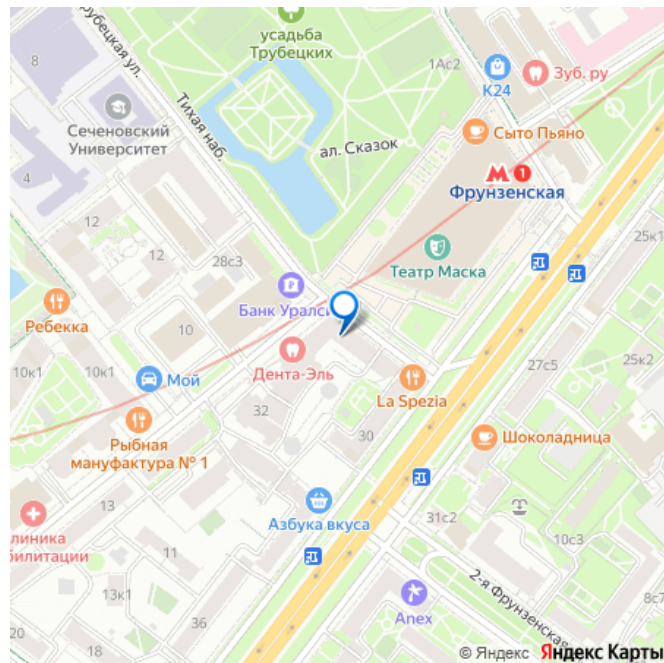 усадьба
Трубецких
Трубецкая ул.
8
1Ас2
К24
Зуб.ру
Сеченовский
Университет
Тихая наб.
ал. Сказок
Сыто Пьяно
4
М 1
Фрунзенская
12
12
28с3
Театр Маска
25к1
Банк Уралси
Ребекка
10
27с5
25к2
10к1
10к1
Мой
Дента-Эль
La Spezia
32
30
Шоколадница
Рыбная
мануфактура № 1
13
Азбука вкуса
31с2
10с3
линика
билитации
11
13к1
2-я Фрунзенская
8с7
Anex
20
18
36
© Яндекс Яндекс Карты